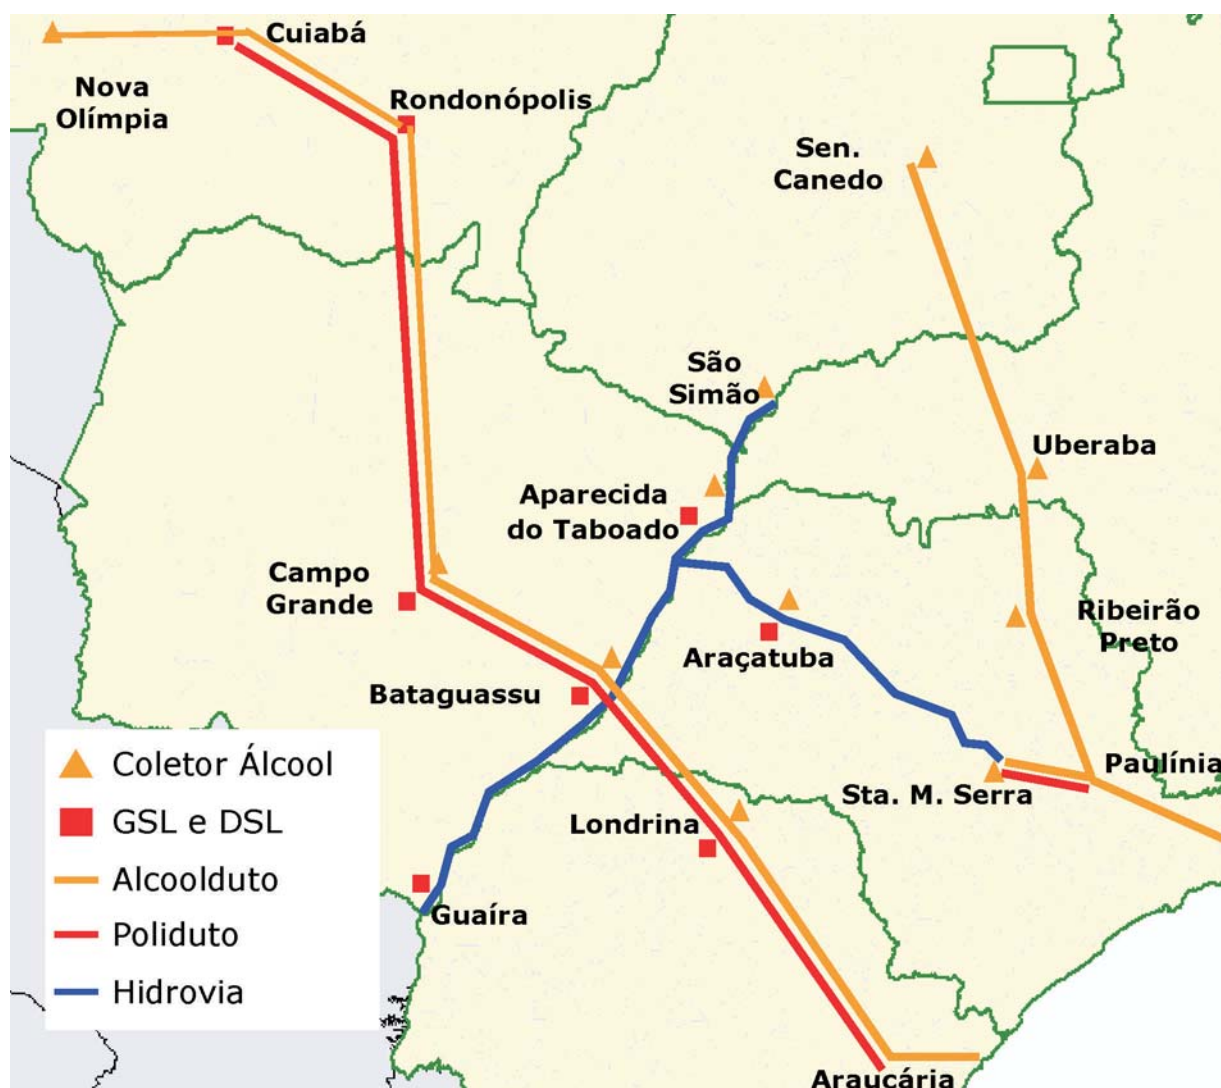 Cuiabá
Nova
Olímpia
Rondonópolis
Sen.
Canedo
São
Simão
Uberaba
Aparecida
do Taboado
Campo
Grande
Ribeirão
Preto
Araçatuba
Bataguassu
Paulínia
Sta. M. Serra
Londrina
Guaíra
Araucária
Coletor Álcool
GSL e DSL
Alcoolduto
Poliduto
Hidrovia